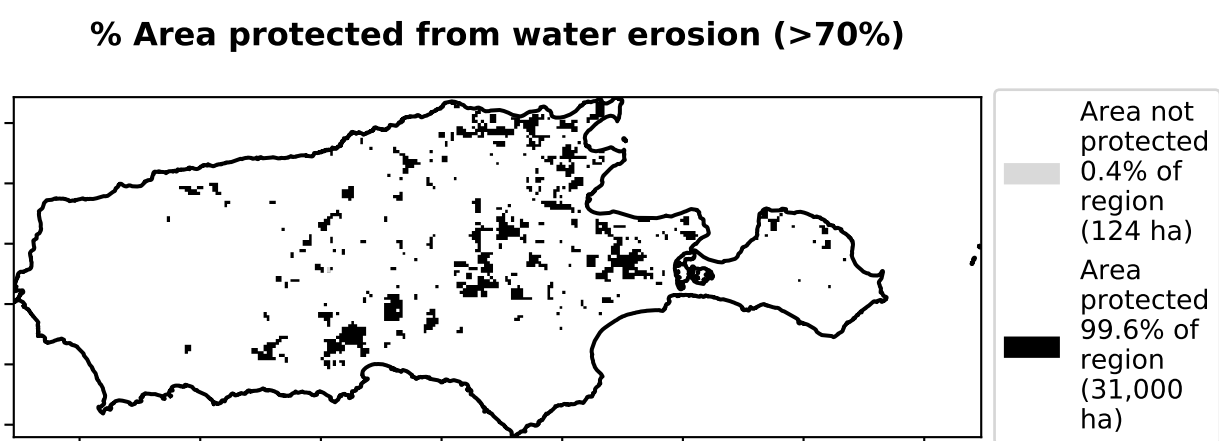 % Area protected from water erosion (>70%)
Area not
protected
0.4% of
region
(124 ha)
Area
protected
99.6% of
region
(31,000
ha)